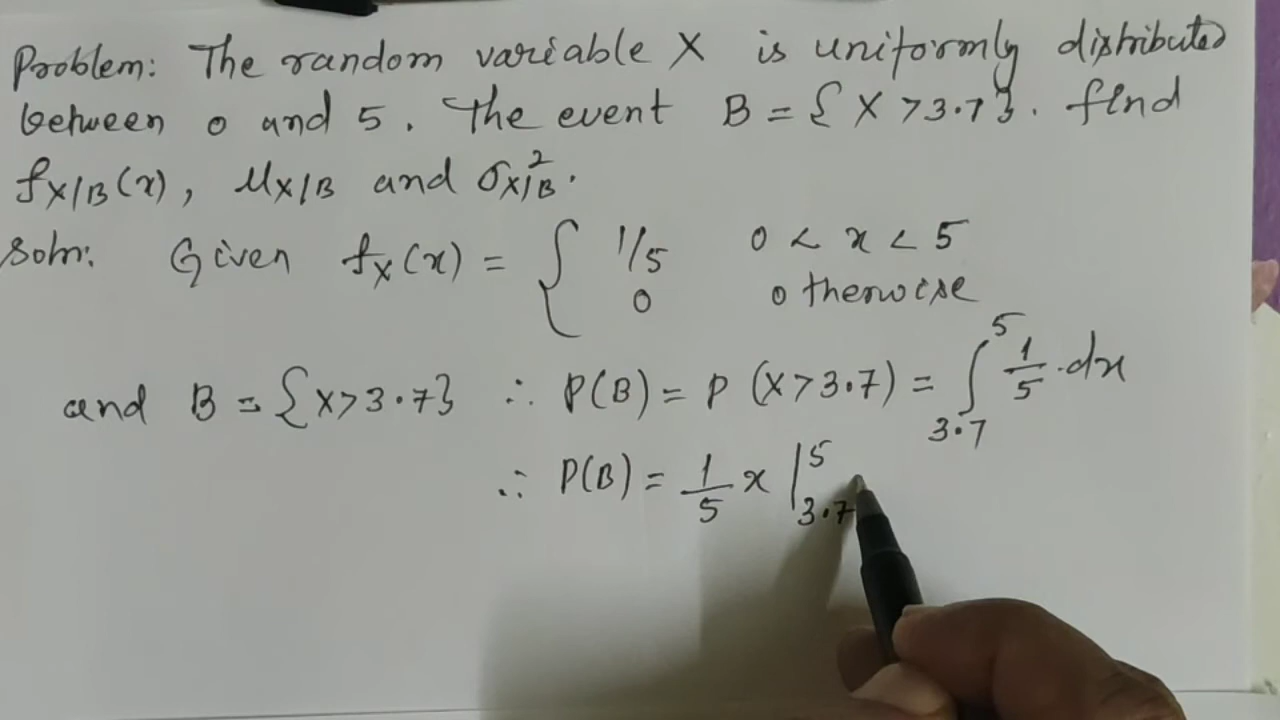 Problem: The random variable X is uniformly distributed
between 0 and 5. The event B = {X > 3.7}. find
fX/B(x), μX/B and σ²X/B.
Soln: Given fX(x) = { 1/5 0 < x < 5
0 otherwise
and B = {X > 3.7} ∴ P(B) = P(X > 3.7) = ∫_{3.7}^{5} 1/5 · dx
∴ P(B) = 1/5 x |_{3.7}^{5}